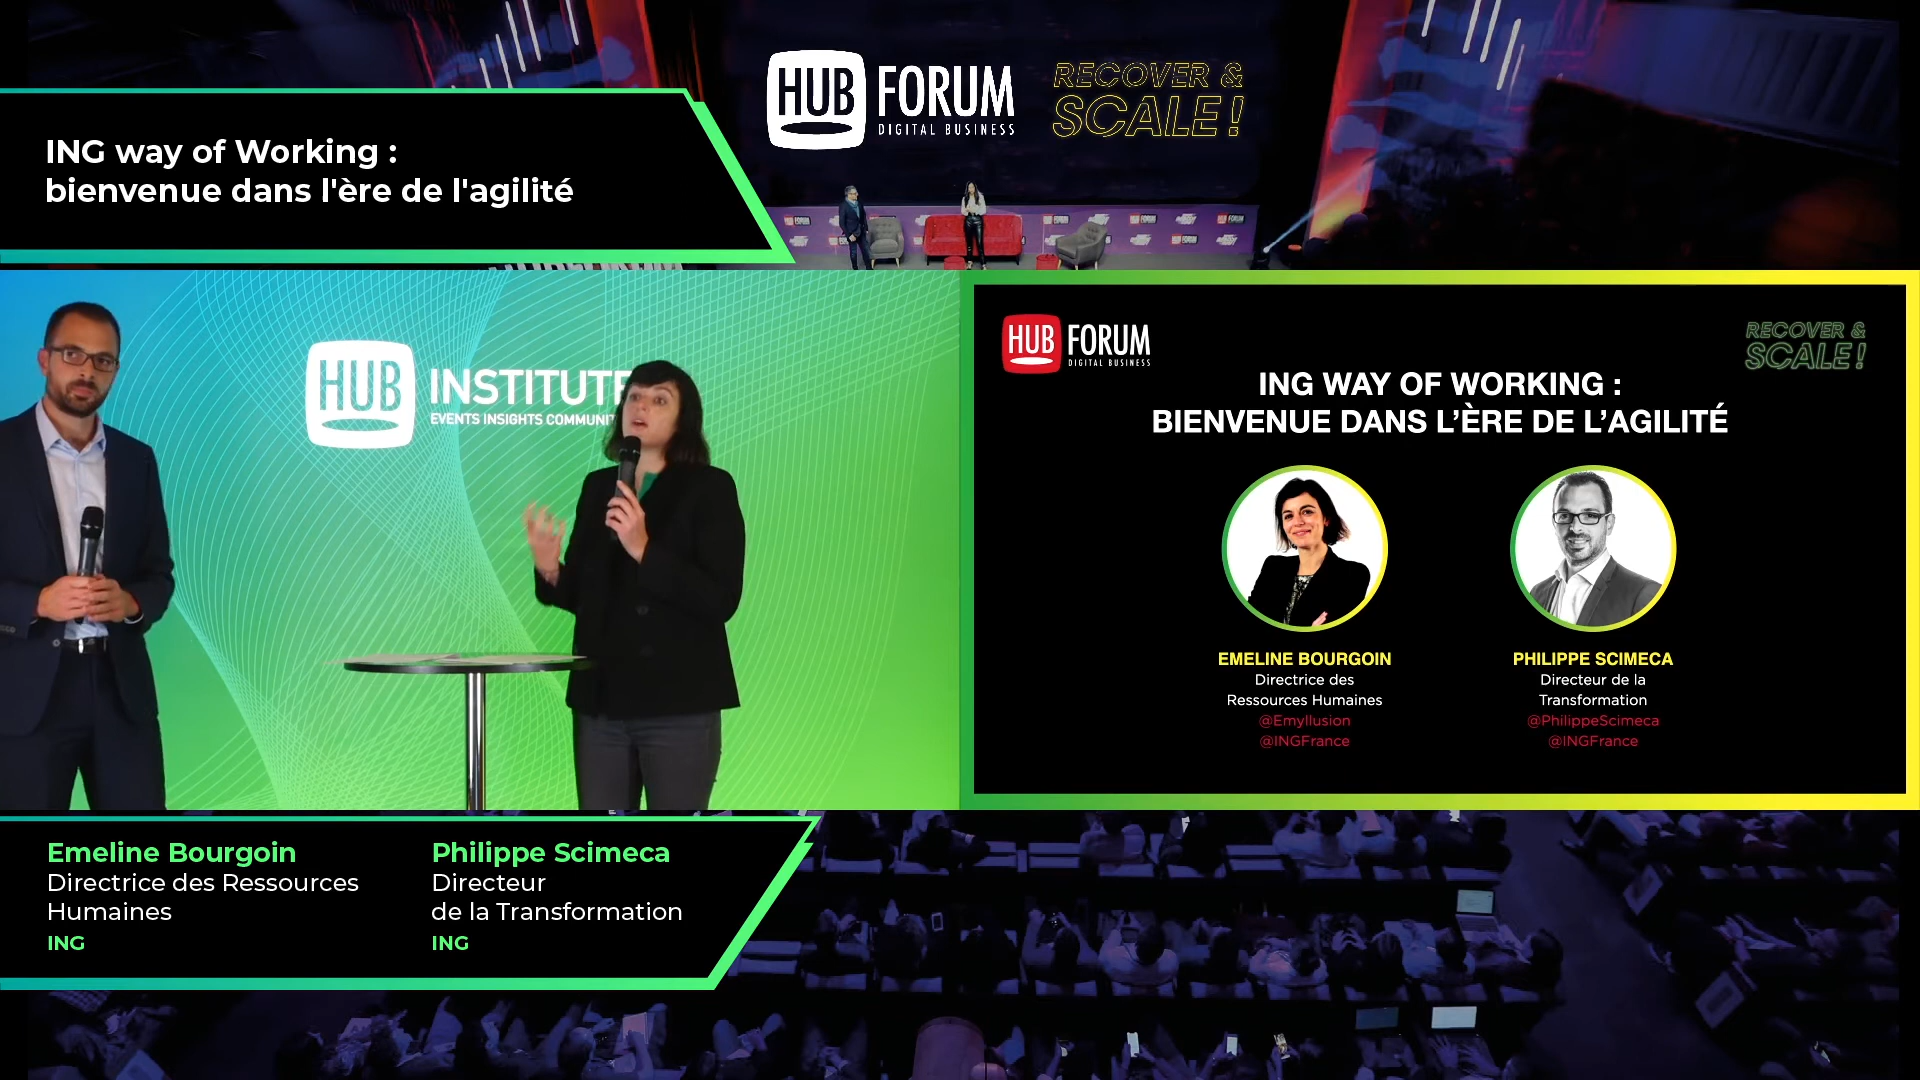 HUB FORUM
DIGITAL BUSINESS
RECOVER &
SCALE!
ING way of Working :
bienvenue dans l'ère de l'agilité
HUB INSTITUTE
EVENTS INSIGHTS COMMUNIT
HUB FORUM
DIGITAL BUSINESS
RECOVER &
SCALE!
ING WAY OF WORKING :
BIENVENUE DANS L'ÈRE DE L'AGILITÉ
EMELINE BOURGOIN
Directrice des
Ressources Humaines
@Emyllusion
@INGFrance
PHILIPPE SCIMECA
Directeur de la
Transformation
@PhilippeScimeca
@INGFrance
Emeline Bourgoin
Directrice des Ressources
Humaines
ING
Philippe Scimeca
Directeur
de la Transformation
ING